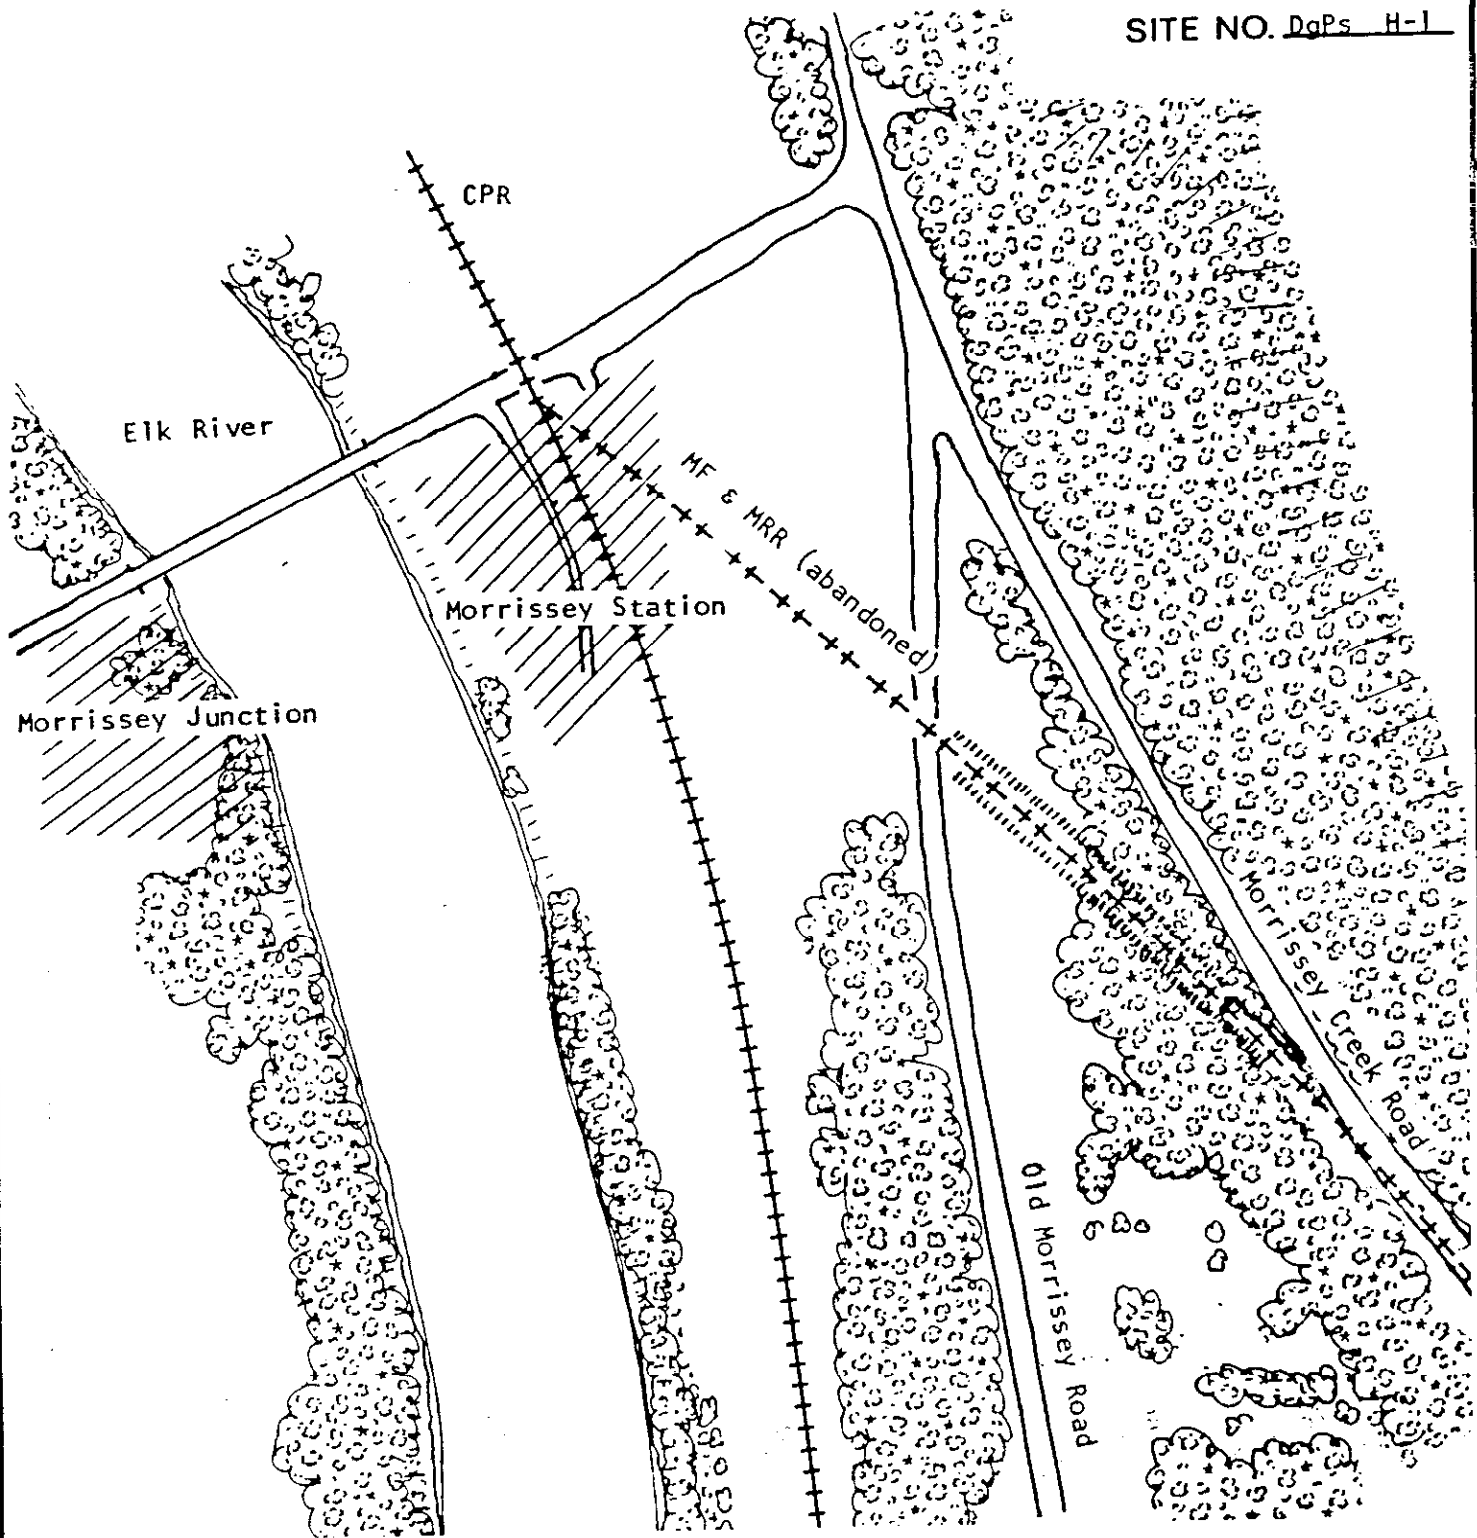 SITE NO. DgPs H-1
CPR
Elk River
MF & MRR (abandoned)
Morrissey Station
Morrissey Junction
Morrissey Creek Road
Old Morrissey Road